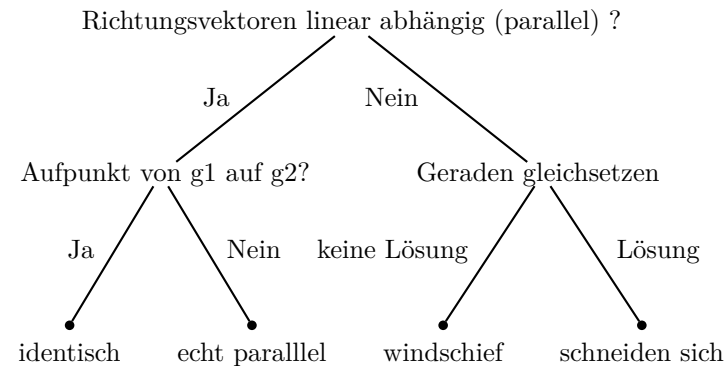 Richtungsvektoren linear abhängig (parallel) ?
Ja
Nein
Aufpunkt von g1 auf g2?
Geraden gleichsetzen
Ja
Nein
keine Lösung
Lösung
identisch
echt paralllel
windschief
schneiden sich